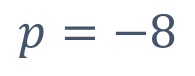 p = −8